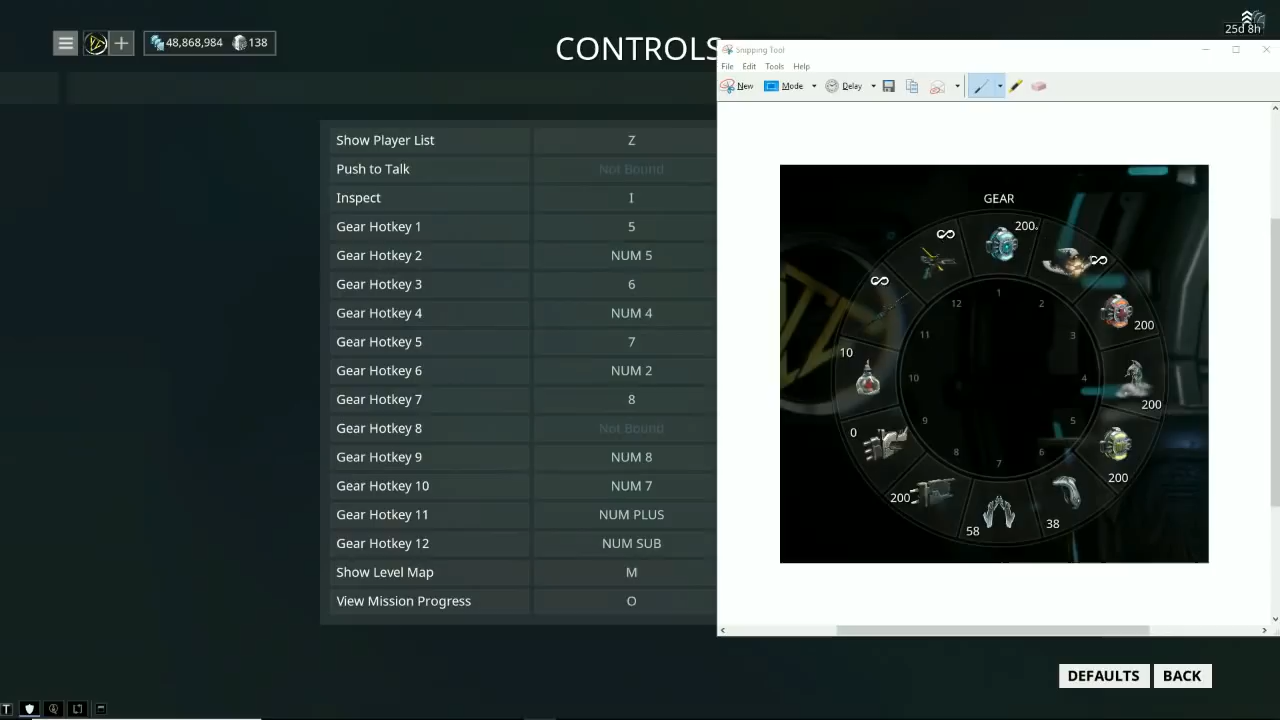 48,868,984 138
25d 8h
CONTROLS
Show Player List Z
Push to Talk Not Bound
Inspect I
Gear Hotkey 1 5
Gear Hotkey 2 NUM 5
Gear Hotkey 3 6
Gear Hotkey 4 NUM 4
Gear Hotkey 5 7
Gear Hotkey 6 NUM 2
Gear Hotkey 7 8
Gear Hotkey 8 Not Bound
Gear Hotkey 9 NUM 8
Gear Hotkey 10 NUM 7
Gear Hotkey 11 NUM PLUS
Gear Hotkey 12 NUM SUB
Show Level Map M
View Mission Progress O
Snipping Tool
File Edit Tools Help
New Mode Delay
GEAR
∞ 200
∞
∞
1
12 2
200
11 3
10
10 4
200
0 9 5
8 6
7
200
200
58 38
DEFAULTS BACK
T